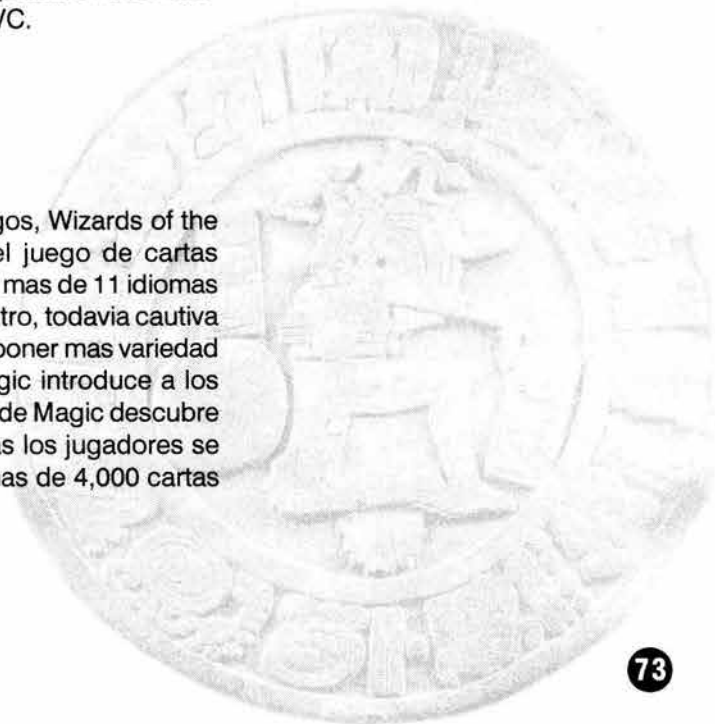 /C.
gos, Wizards of the
el juego de cartas
mas de 11 idiomas
tro, todavia cautiva
poner mas variedad
gic introduce a los
de Magic descubre
as los jugadores se
nas de 4,000 cartas
73